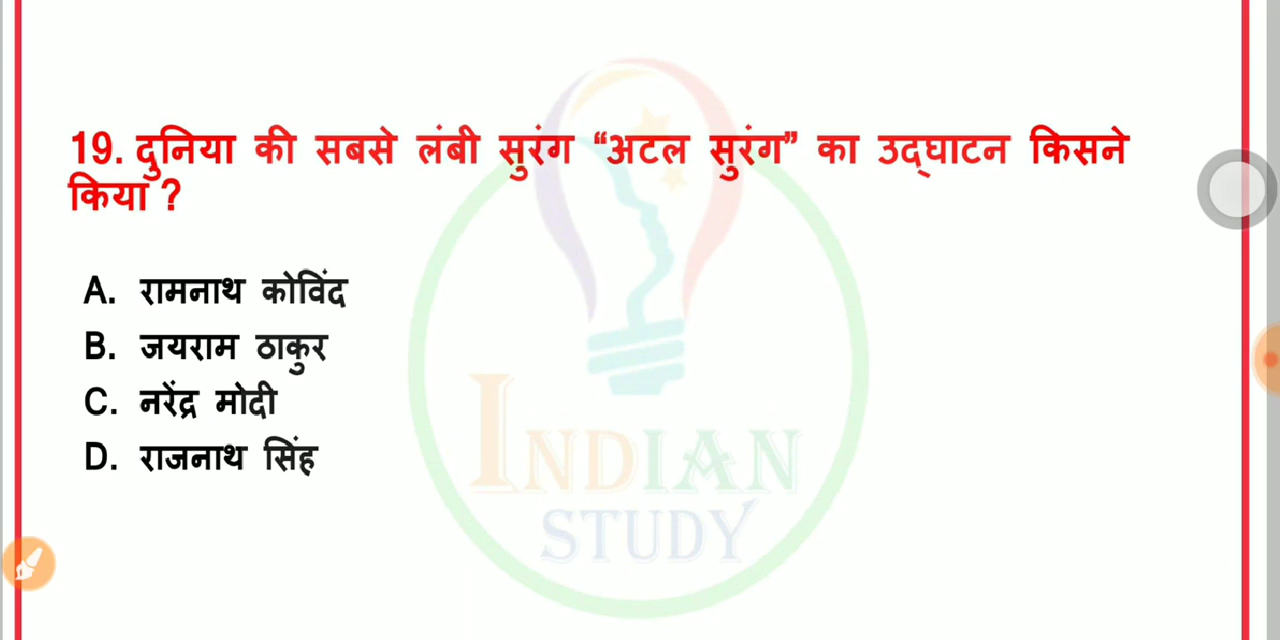 19. दुनिया की सबसे लंबी सुरंग “अटल सुरंग” का उद्घाटन किसने
किया ?
A. रामनाथ कोविंद
B. जयराम ठाकुर
C. नरेंद्र मोदी
D. राजनाथ सिंह
INDIAN
STUDY